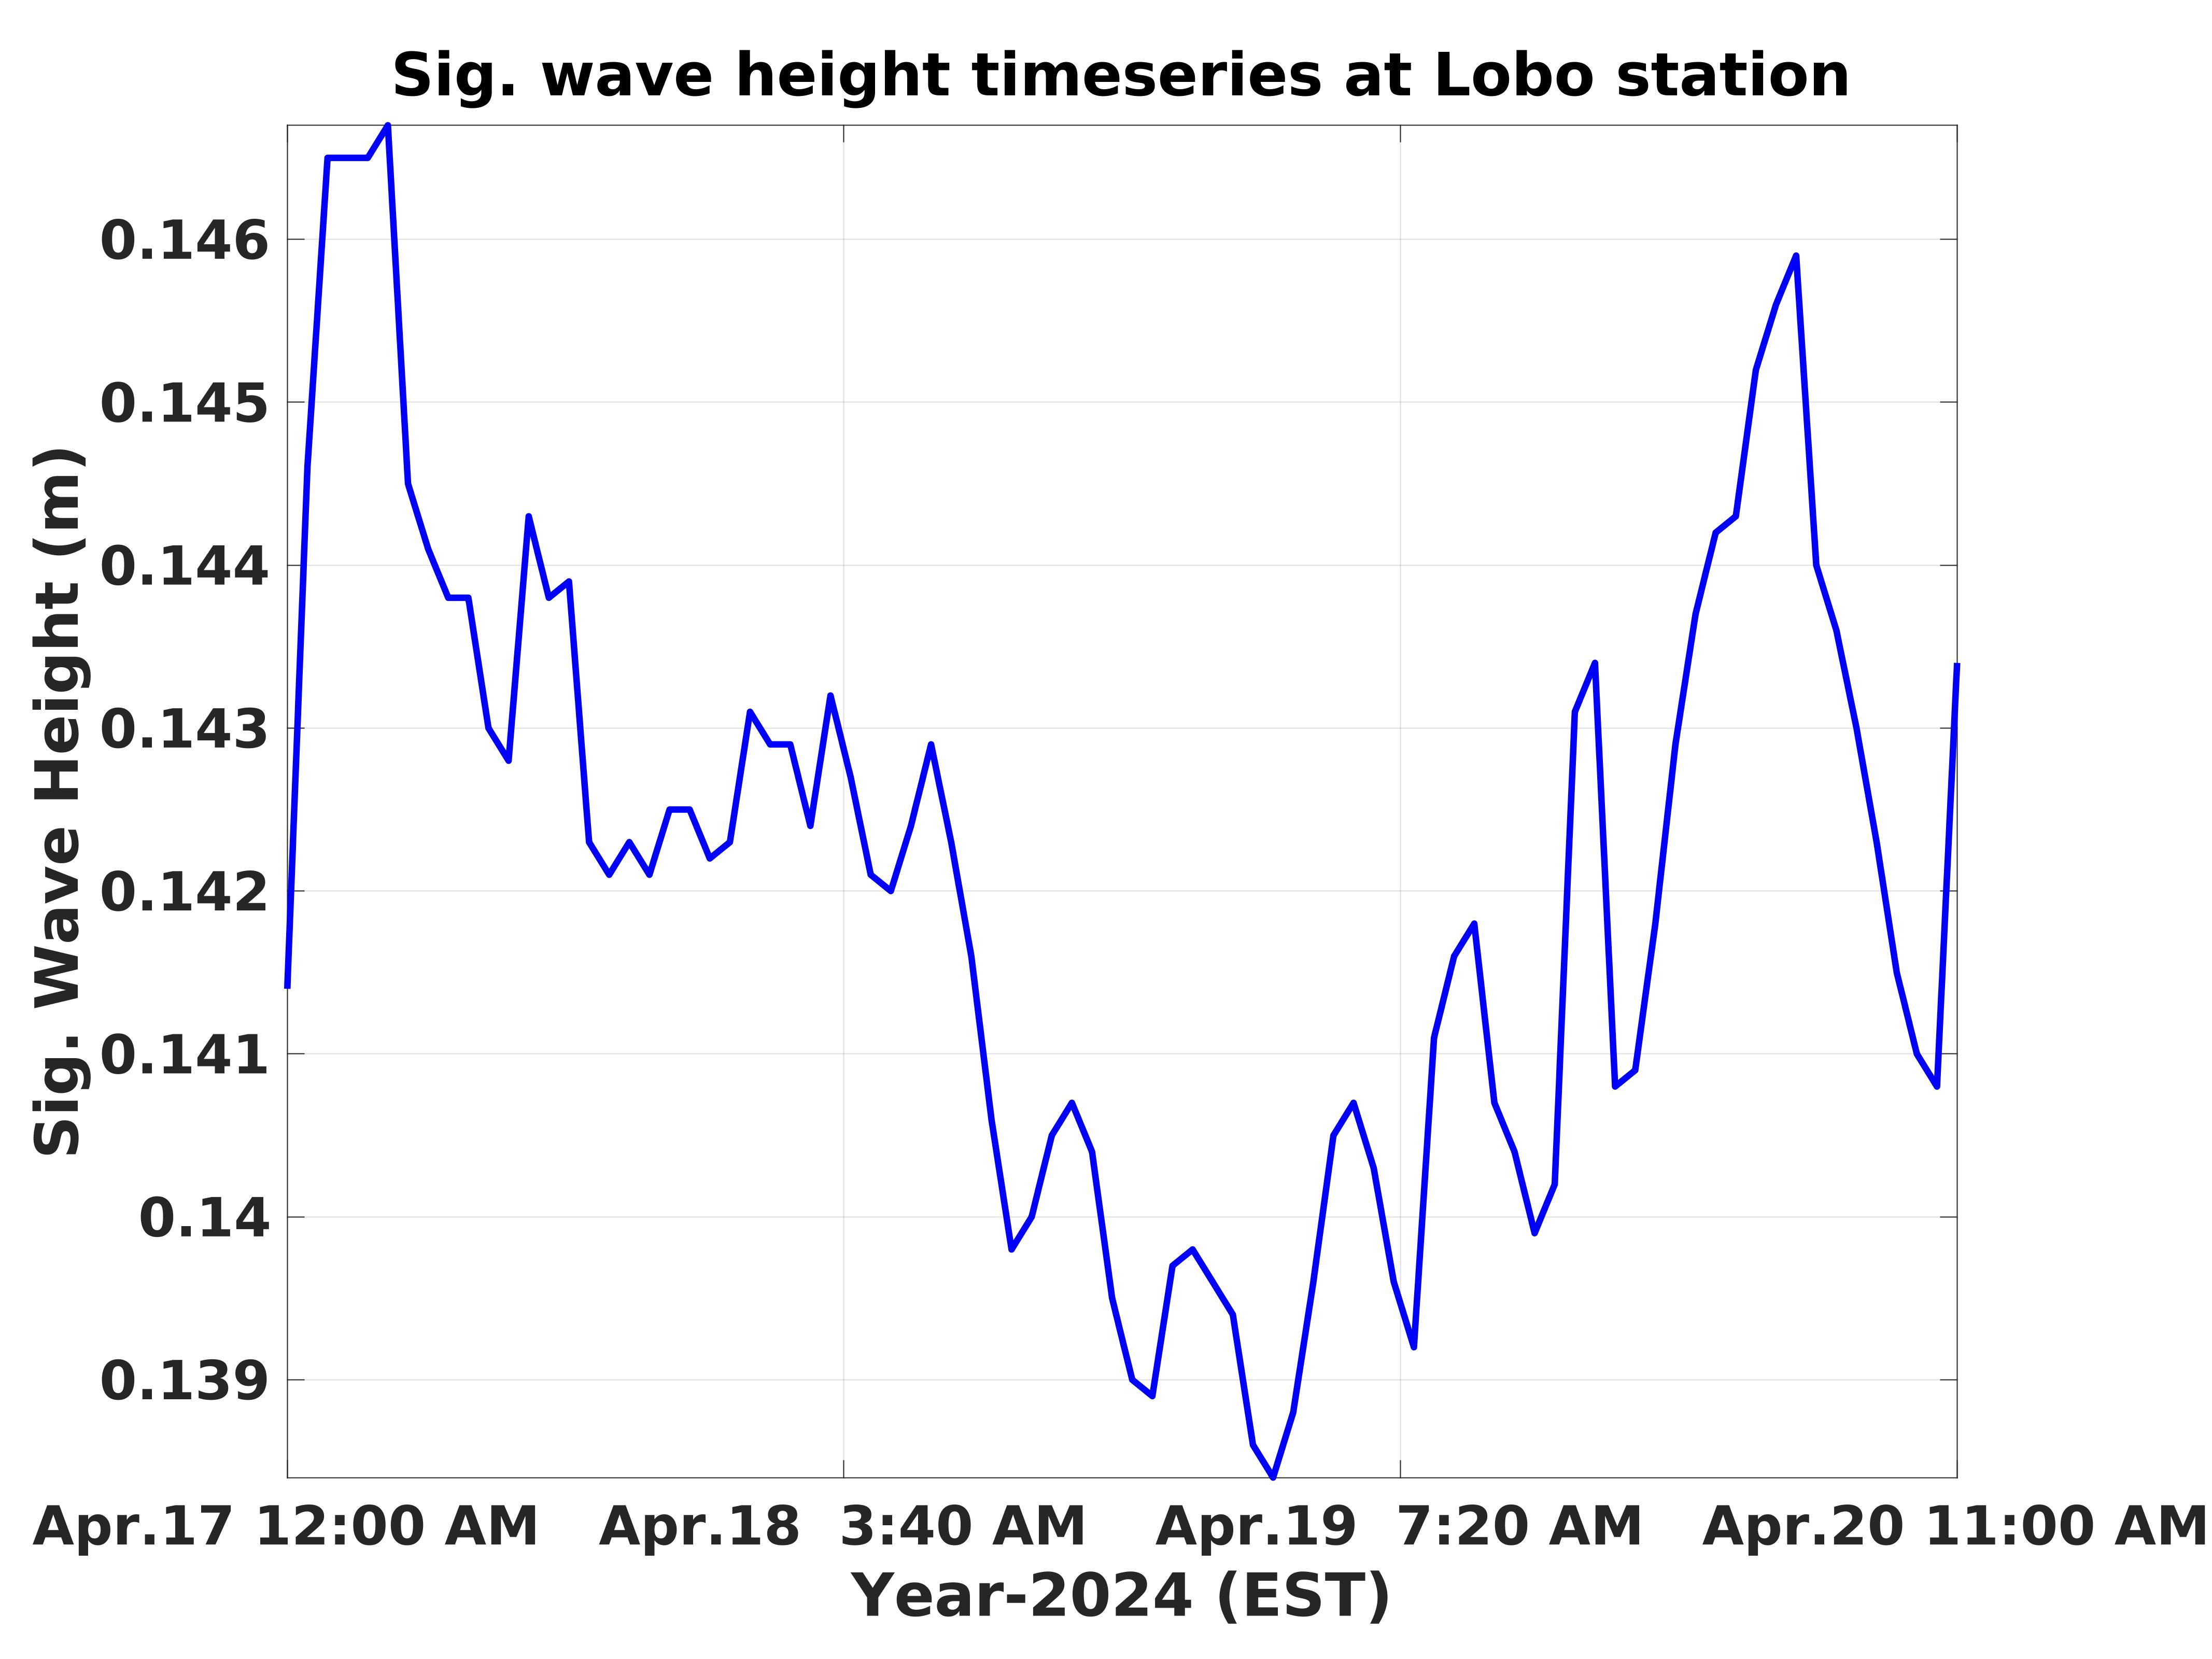 Sig. wave height timeseries at Lobo station
0.146
0.145
0.144
0.143
0.142
0.141
0.14
0.139
Sig. Wave Height (m)
Apr.17 12:00 AM Apr.18 3:40 AM Apr.19 7:20 AM Apr.20 11:00 AM
Year-2024 (EST)